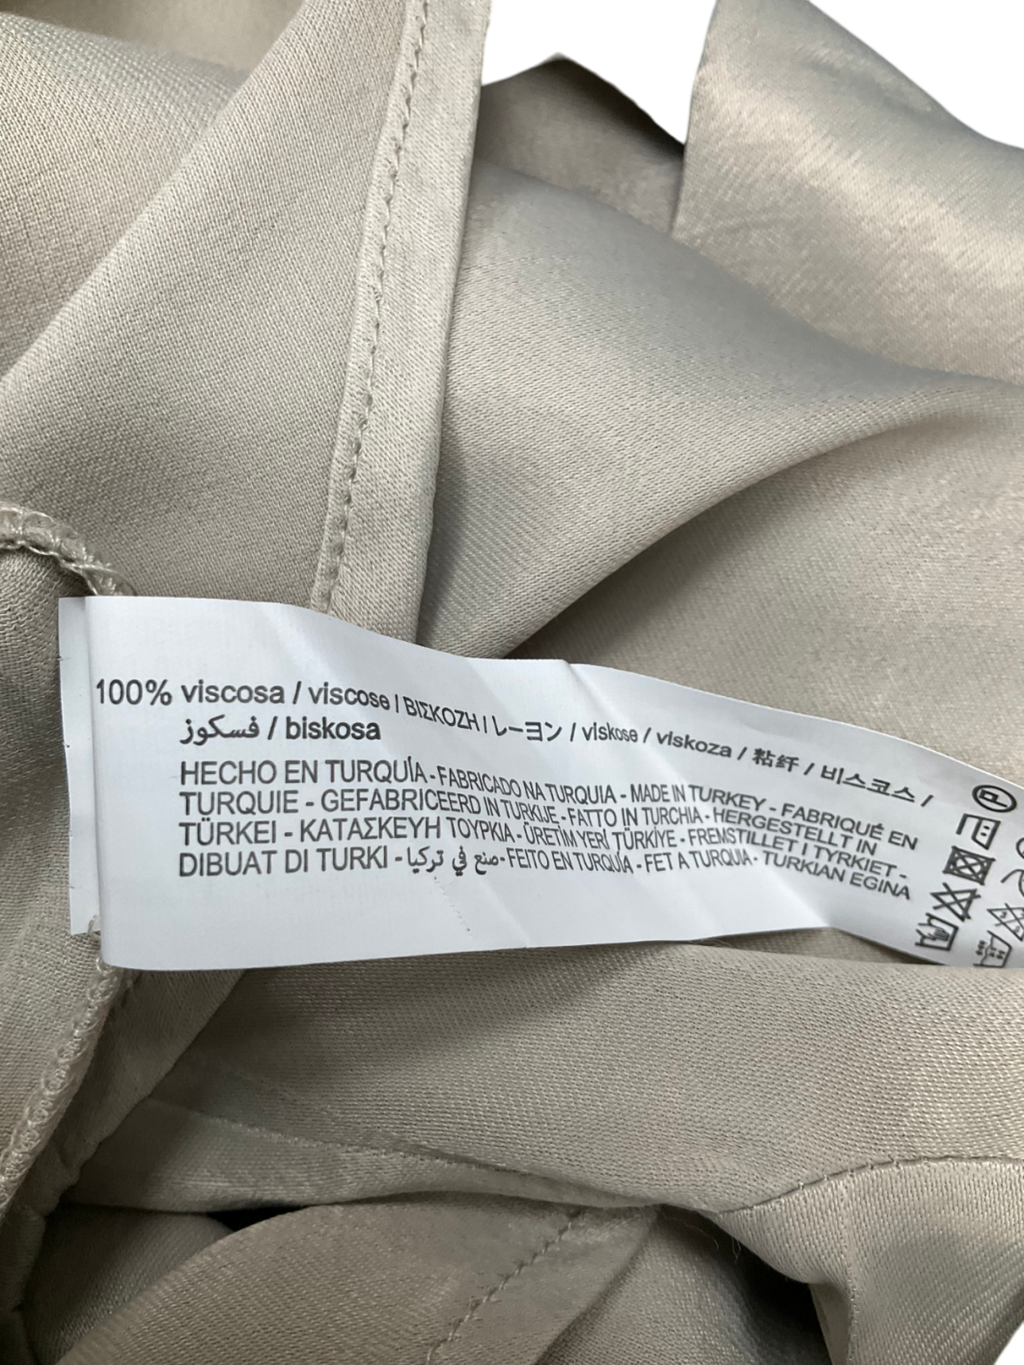 100% viscosa / viscose / ΒΙΣΚΟΖΗ / レーヨン / viskose / viskoza / 粘纤 / 비스코스 /
فسكوز / biskosa
HECHO EN TURQUÍA - FABRICADO NA TURQUIA - MADE IN TURKEY - FABRIQUÉ EN
TURQUIE - GEFABRICEERD IN TURKIJE - FATTO IN TURCHIA - HERGESTELLT IN
TÜRKEI - ΚΑΤΑΣΚΕΥΗ ΤΟΥΡΚΙΑ - ÜRETİM YERİ TÜRKİYE - FREMSTILLET I TYRKIET -
DIBUAT DI TURKI - صنع في تركيا - FEITO EN TURQUÍA - FET A TURQUIA - TURKIAN EGINA